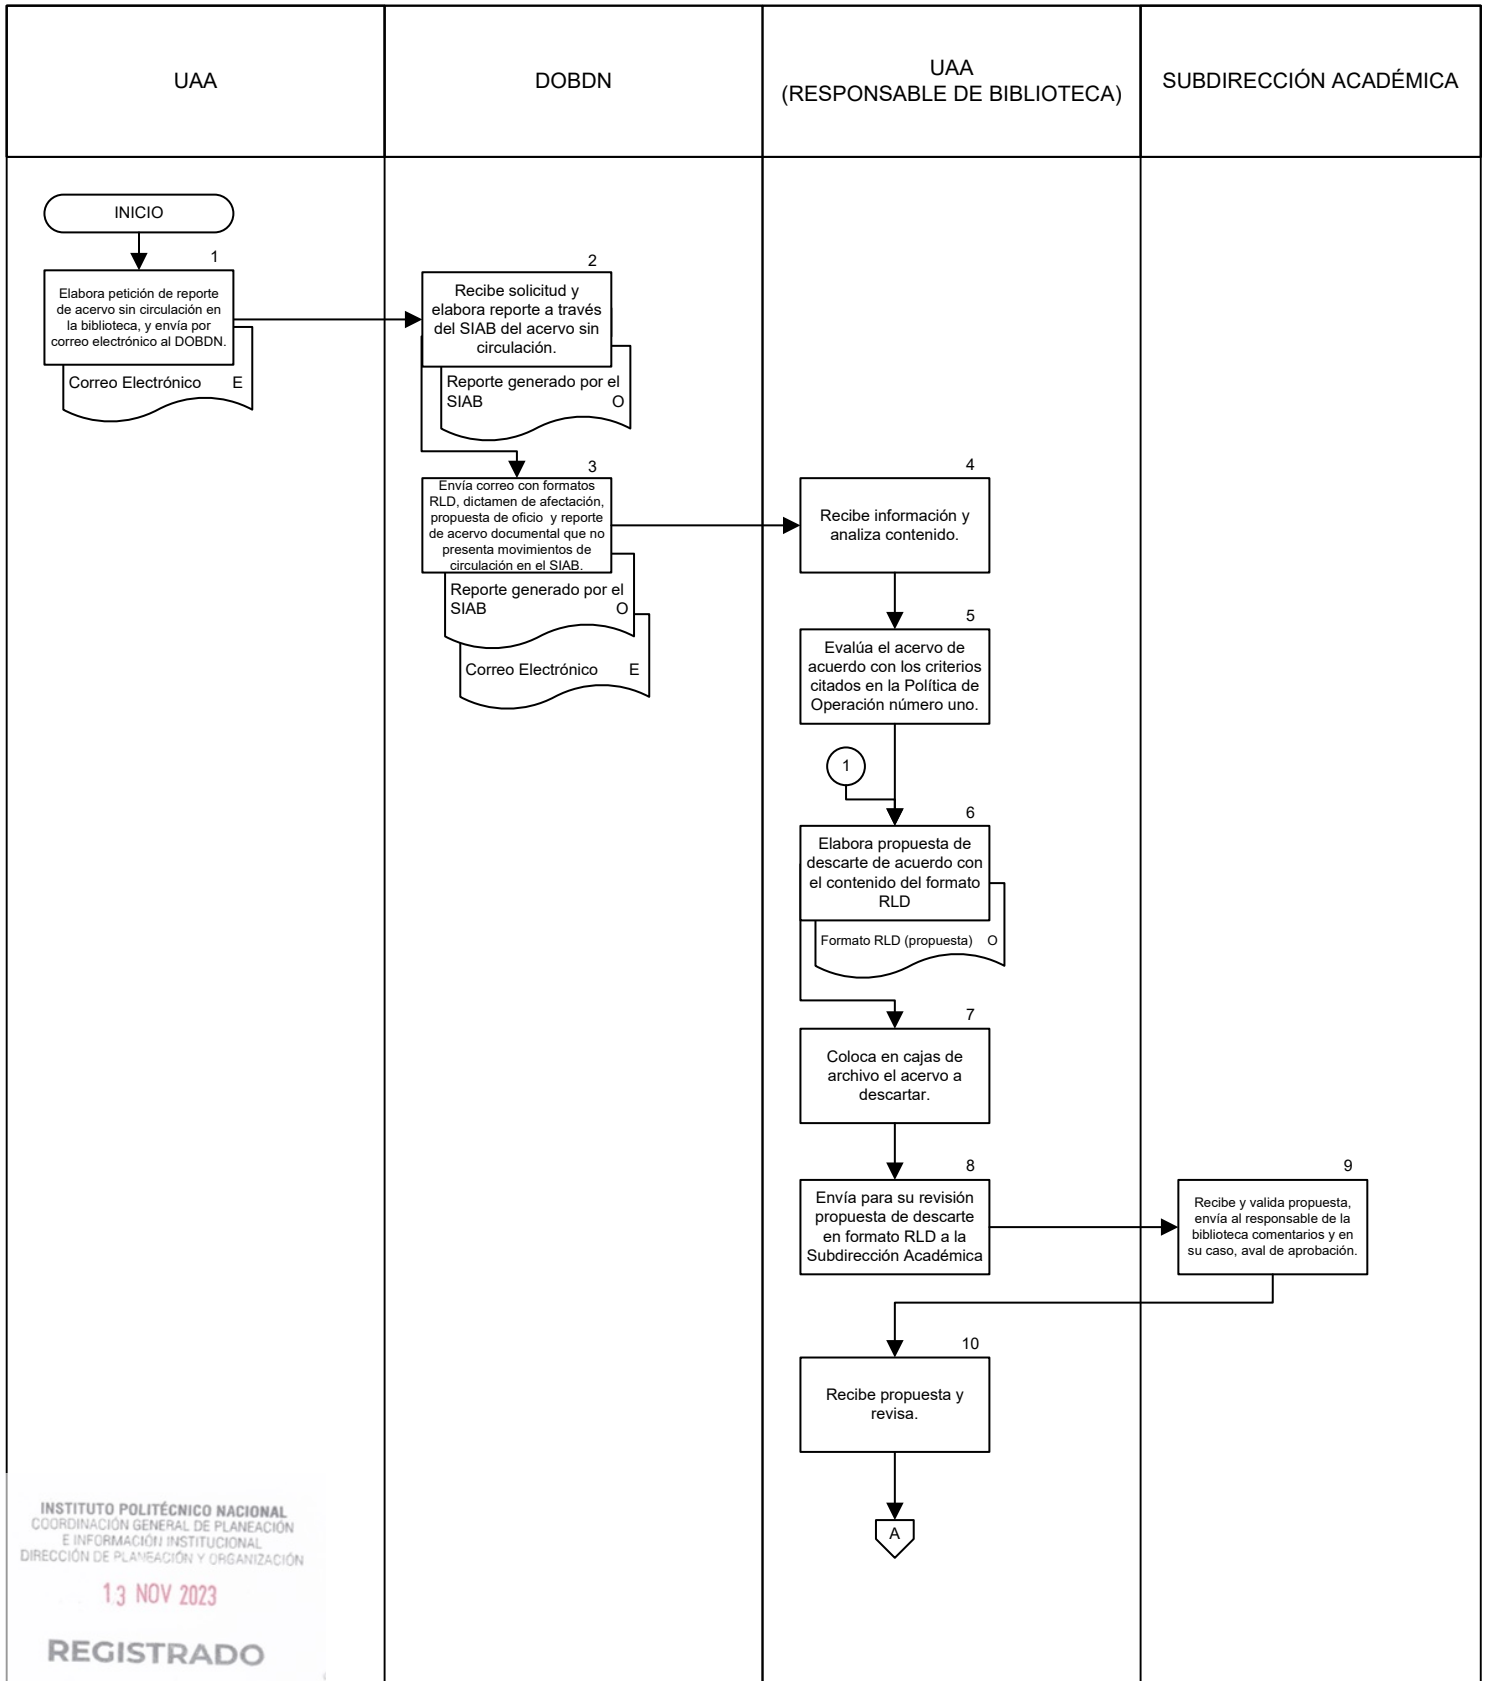 UAA
DOBDN
UAA
(RESPONSABLE DE BIBLIOTECA)
SUBDIRECCIÓN ACADÉMICA
INICIO
1
Elabora petición de reporte
de acervo sin circulación en
la biblioteca, y envía por
correo electrónico al DOBDN.
Correo Electrónico E
2
Recibe solicitud y
elabora reporte a través
del SIAB del acervo sin
circulación.
Reporte generado por el
SIAB O
3
Envía correo con formatos
RLD, dictamen de afectación,
propuesta de oficio y reporte
de acervo documental que no
presenta movimientos de
circulación en el SIAB.
Reporte generado por el
SIAB O
Correo Electrónico E
4
Recibe información y
analiza contenido.
5
Evalúa el acervo de
acuerdo con los criterios
citados en la Política de
Operación número uno.
1
6
Elabora propuesta de
descarte de acuerdo con
el contenido del formato
RLD
Formato RLD (propuesta) O
7
Coloca en cajas de
archivo el acervo a
descartar.
8
Envía para su revisión
propuesta de descarte
en formato RLD a la
Subdirección Académica
9
Recibe y valida propuesta,
envía al responsable de la
biblioteca comentarios y en
su caso, aval de aprobación.
10
Recibe propuesta y
revisa.
A
INSTITUTO POLITÉCNICO NACIONAL
COORDINACIÓN GENERAL DE PLANEACIÓN
E INFORMACIÓN INSTITUCIONAL
DIRECCIÓN DE PLANEACIÓN Y ORGANIZACIÓN
13 NOV 2023
REGISTRADO